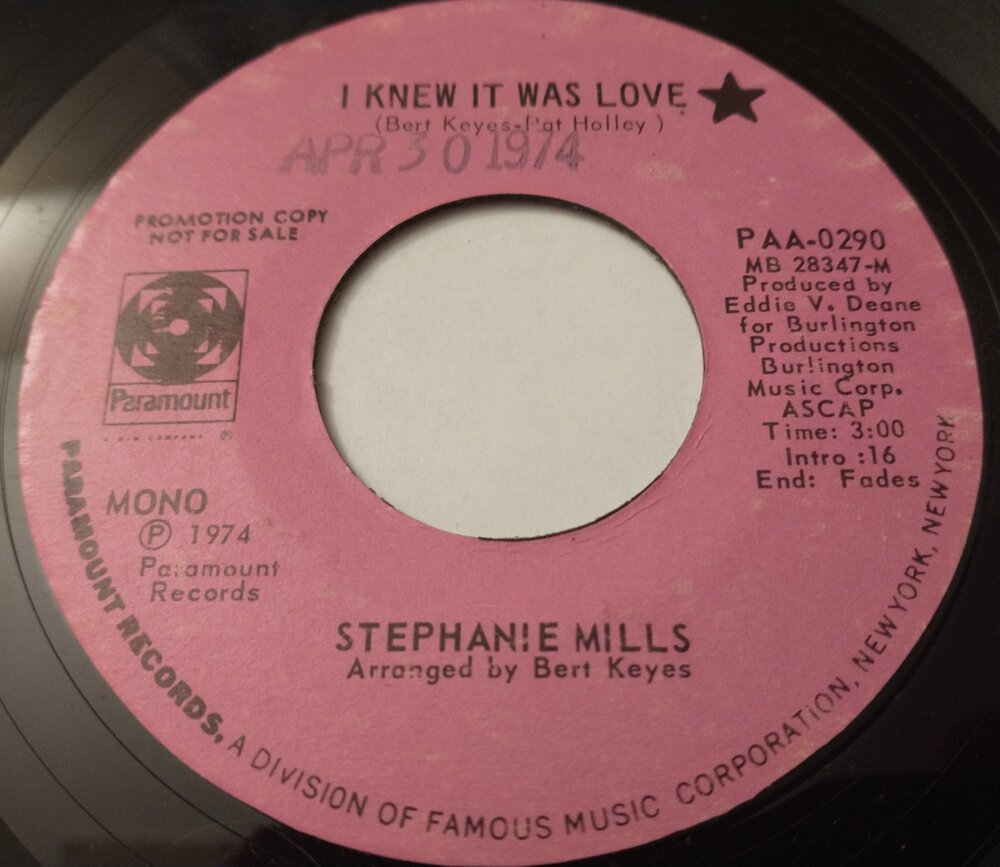 I KNEW IT WAS LOVE
(Bert Keyes-Pat Holley)
APR 30 1974
PROMOTION COPY
NOT FOR SALE
Paramount
A G+W COMPANY ℗
MONO
℗ 1974
Paramount
Records
PAA-0290
MB 28347-M
Produced by
Eddie V. Deane
for Burlington
Productions
Burlington
Music Corp.
ASCAP
Time: 3:00
Intro :16
End: Fades
STEPHANIE MILLS
Arranged by Bert Keyes
PARAMOUNT RECORDS, A DIVISION OF FAMOUS MUSIC CORPORATION, NEW YORK, NEW YORK